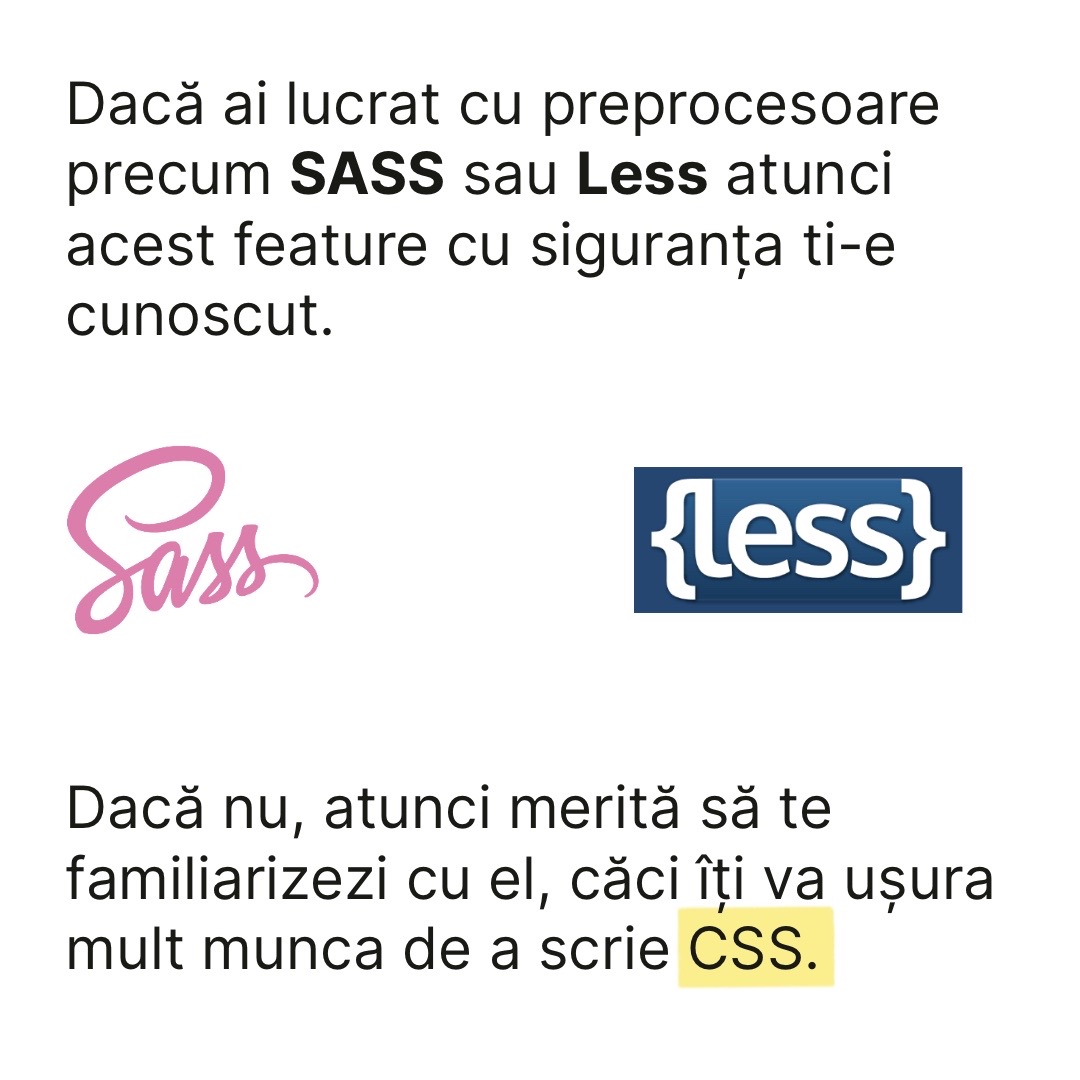 Dacă ai lucrat cu preprocesoare
precum SASS sau Less atunci
acest feature cu siguranța ti-e
cunoscut.
Sass
{less}
Dacă nu, atunci merită să te
familiarizezi cu el, căci îți va ușura
mult munca de a scrie CSS.